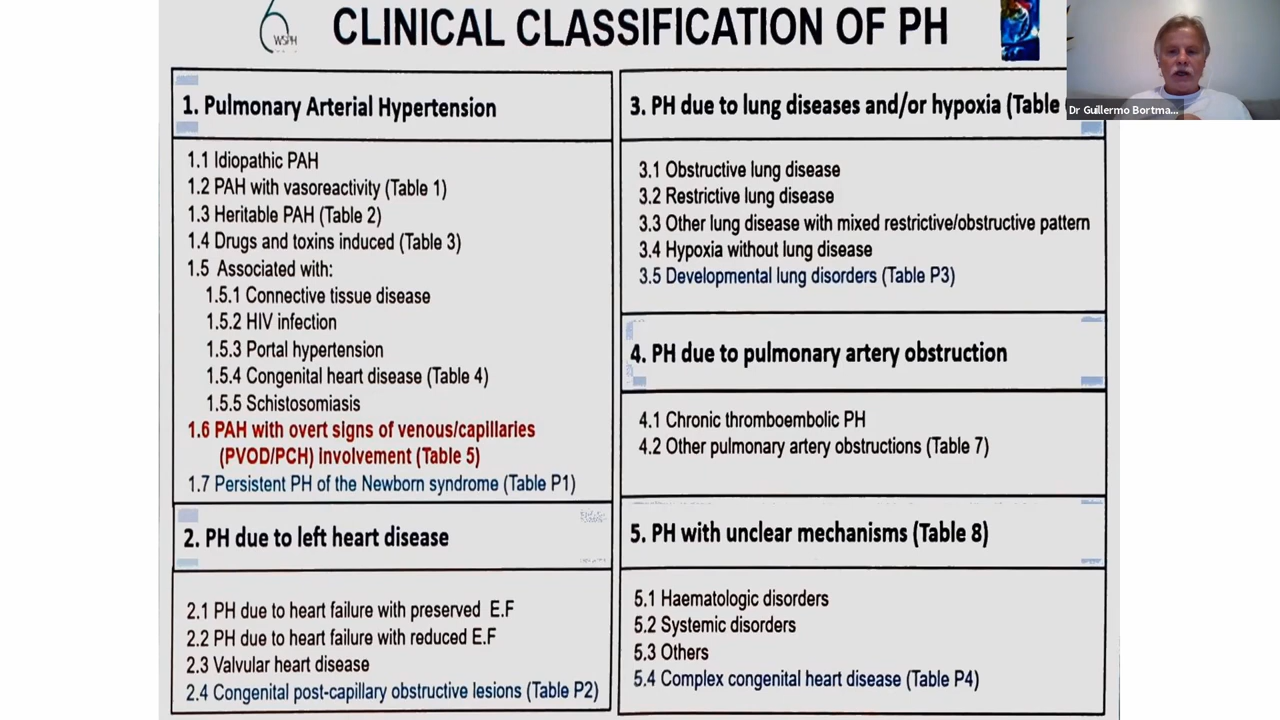 6
WSPH
CLINICAL CLASSIFICATION OF PH
1. Pulmonary Arterial Hypertension
1.1 Idiopathic PAH
1.2 PAH with vasoreactivity (Table 1)
1.3 Heritable PAH (Table 2)
1.4 Drugs and toxins induced (Table 3)
1.5 Associated with:
1.5.1 Connective tissue disease
1.5.2 HIV infection
1.5.3 Portal hypertension
1.5.4 Congenital heart disease (Table 4)
1.5.5 Schistosomiasis
1.6 PAH with overt signs of venous/capillaries
(PVOD/PCH) involvement (Table 5)
1.7 Persistent PH of the Newborn syndrome (Table P1)
2. PH due to left heart disease
2.1 PH due to heart failure with preserved E.F
2.2 PH due to heart failure with reduced E.F
2.3 Valvular heart disease
2.4 Congenital post-capillary obstructive lesions (Table P2)
3. PH due to lung diseases and/or hypoxia (Table
3.1 Obstructive lung disease
3.2 Restrictive lung disease
3.3 Other lung disease with mixed restrictive/obstructive pattern
3.4 Hypoxia without lung disease
3.5 Developmental lung disorders (Table P3)
4. PH due to pulmonary artery obstruction
4.1 Chronic thromboembolic PH
4.2 Other pulmonary artery obstructions (Table 7)
5. PH with unclear mechanisms (Table 8)
5.1 Haematologic disorders
5.2 Systemic disorders
5.3 Others
5.4 Complex congenital heart disease (Table P4)
Dr Guillermo Bortma...